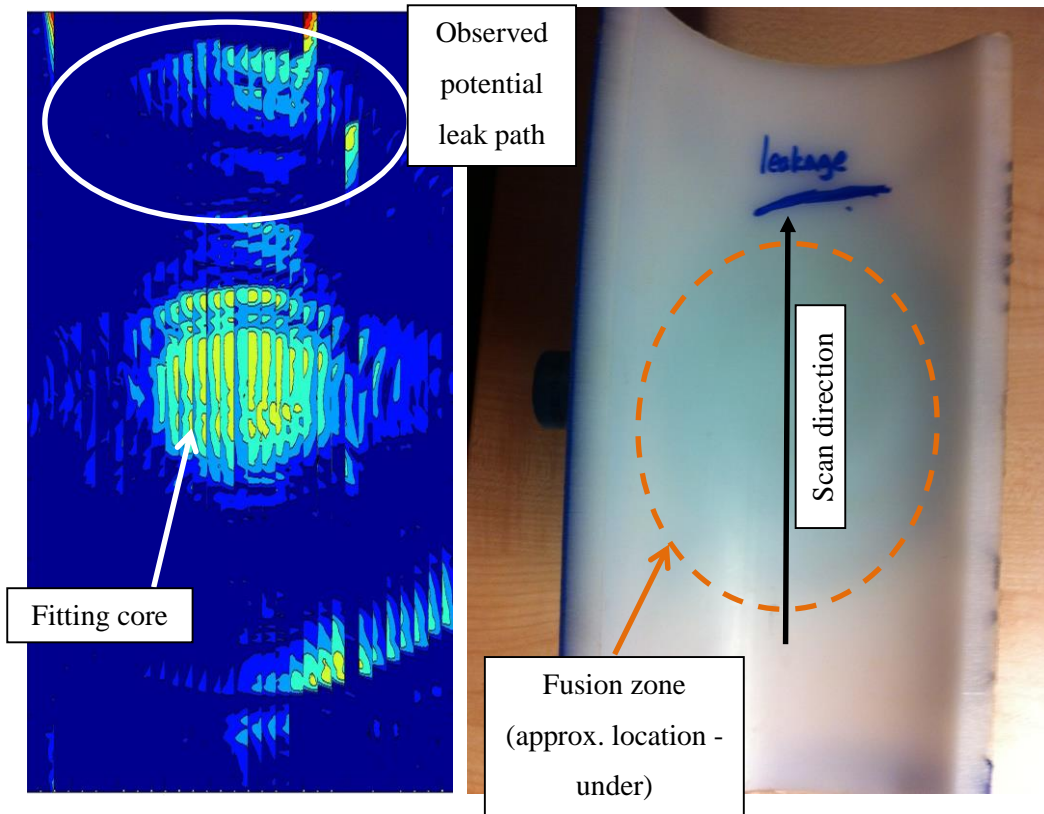 Observed
potential
leak path
leakage
Scan direction
Fitting core
Fusion zone
(approx. location -
under)